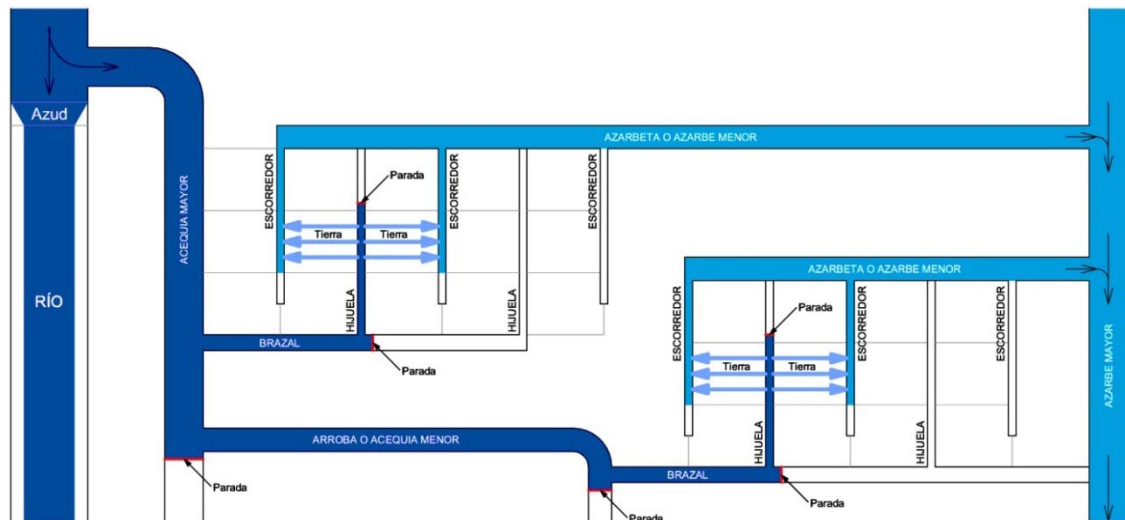 Azud
RÍO
ACEQUIA MAYOR
AZARBETA O AZARBE MENOR
ESCORREDOR
Parada
ESCORREDOR
ESCORREDOR
Tierra
Tierra
HIJUELA
HIJUELA
BRAZAL
Parada
AZARBETA O AZARBE MENOR
ESCORREDOR
Parada
ESCORREDOR
ESCORREDOR
Tierra
Tierra
HIJUELA
HIJUELA
AZARBE MAYOR
ARROBA O ACEQUIA MENOR
BRAZAL
Parada
Parada
Parada